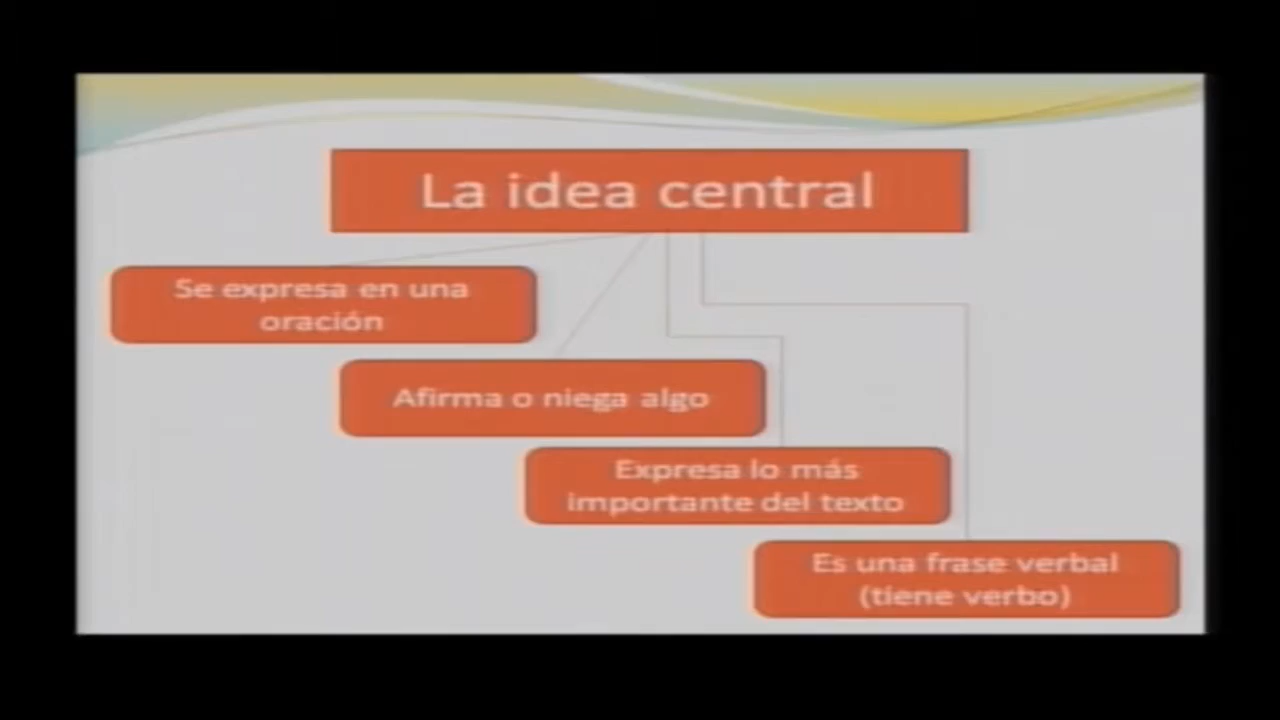 La idea central
Se expresa en una
oración
Afirma o niega algo
Expresa lo más
importante del texto
Es una frase verbal
(tiene verbo)